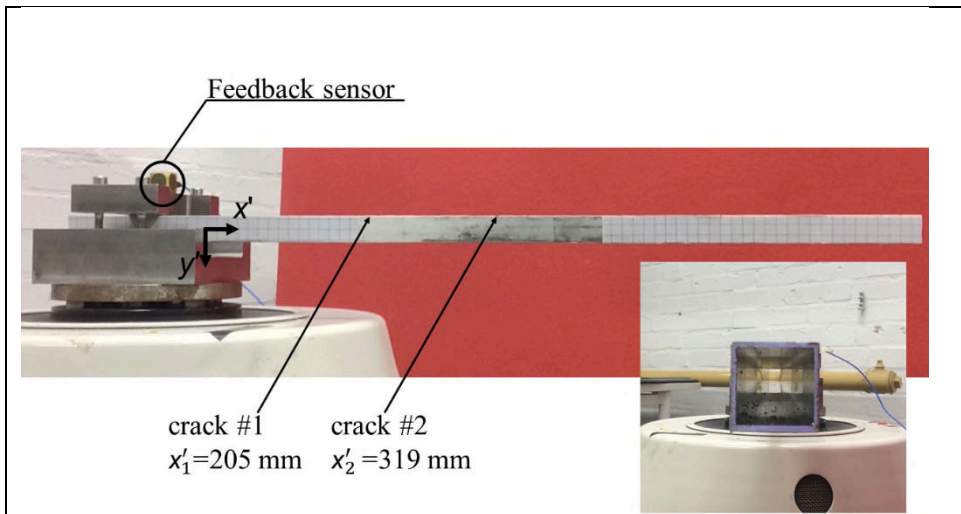 Feedback sensor
x'
y'
crack #1
x′₁=205 mm
crack #2
x′₂ =319 mm